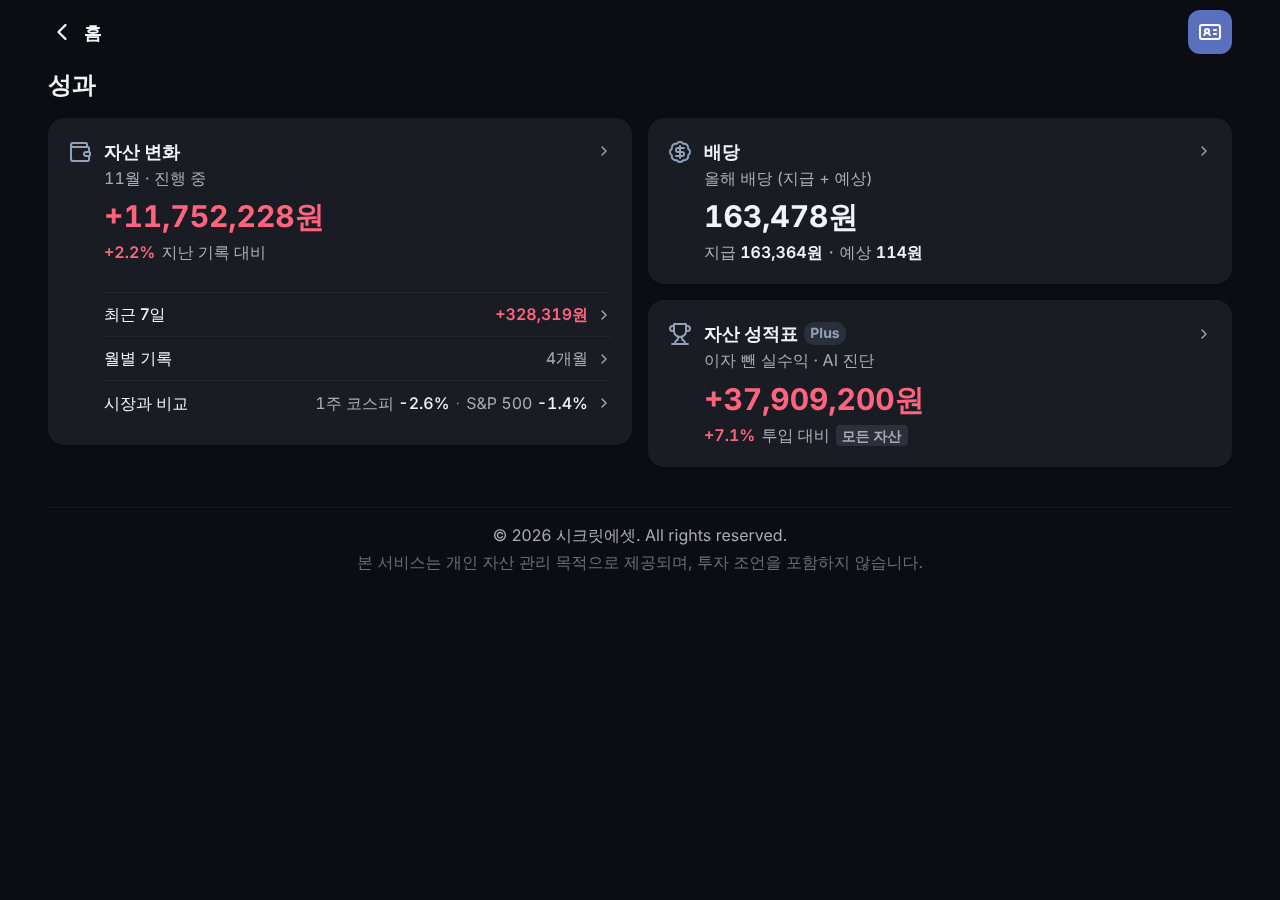 홈
성과
자산 변화
11월 · 진행 중
+11,752,228원
+2.2% 지난 기록 대비
최근 7일 +328,319원
월별 기록 4개월
시장과 비교 1주 코스피 -2.6% · S&P 500 -1.4%
배당
올해 배당 (지급 + 예상)
163,478원
지급 163,364원 · 예상 114원
자산 성적표 Plus
이자 뺀 실수익 · AI 진단
+37,909,200원
+7.1% 투입 대비 모든 자산
© 2026 시크릿에셋. All rights reserved.
본 서비스는 개인 자산 관리 목적으로 제공되며, 투자 조언을 포함하지 않습니다.